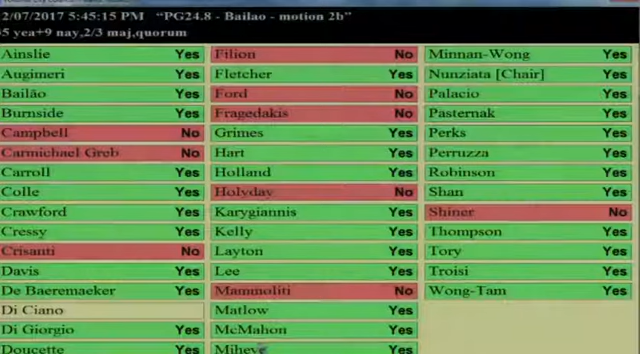 2/07/2017 5:45:15 PM "PG24.8 - Bailao - motion 2b"
5 yea+9 nay,2/3 maj,quorum
Ainslie Yes
Augimeri Yes
Bailão Yes
Burnside Yes
Campbell No
Carmichael Greb No
Carroll Yes
Colle Yes
Crawford Yes
Cressy Yes
Crisanti No
Davis Yes
De Baeremaeker Yes
Di Ciano
Di Giorgio Yes
Doucette Yes
Filion No
Fletcher Yes
Ford No
Fragedakis No
Grimes Yes
Hart Yes
Holland Yes
Holyday No
Karygiannis Yes
Kelly Yes
Layton Yes
Lee Yes
Mammoliti No
Matlow Yes
McMahon Yes
Mihevc Yes
Minnan-Wong Yes
Nunziata [Chair] Yes
Palacio Yes
Pasternak Yes
Perks Yes
Perruzza Yes
Robinson Yes
Shan Yes
Shiner No
Thompson Yes
Tory Yes
Troisi Yes
Wong-Tam Yes